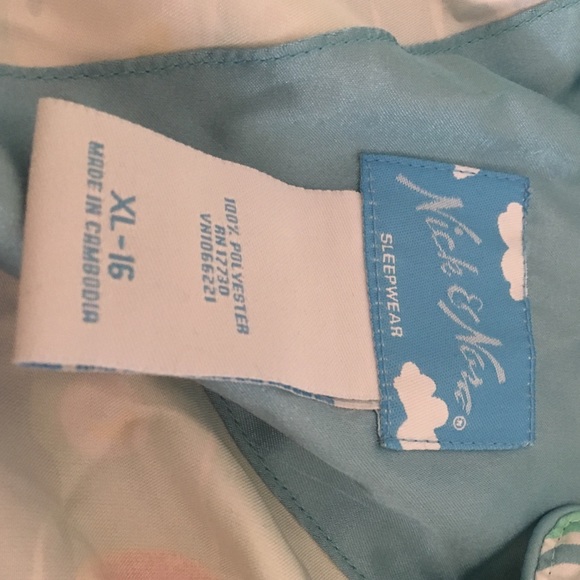 Nick & Nora®
SLEEPWEAR
100% POLYESTER
RN 17730
VN1066221
XL-16
MADE IN CAMBODIA